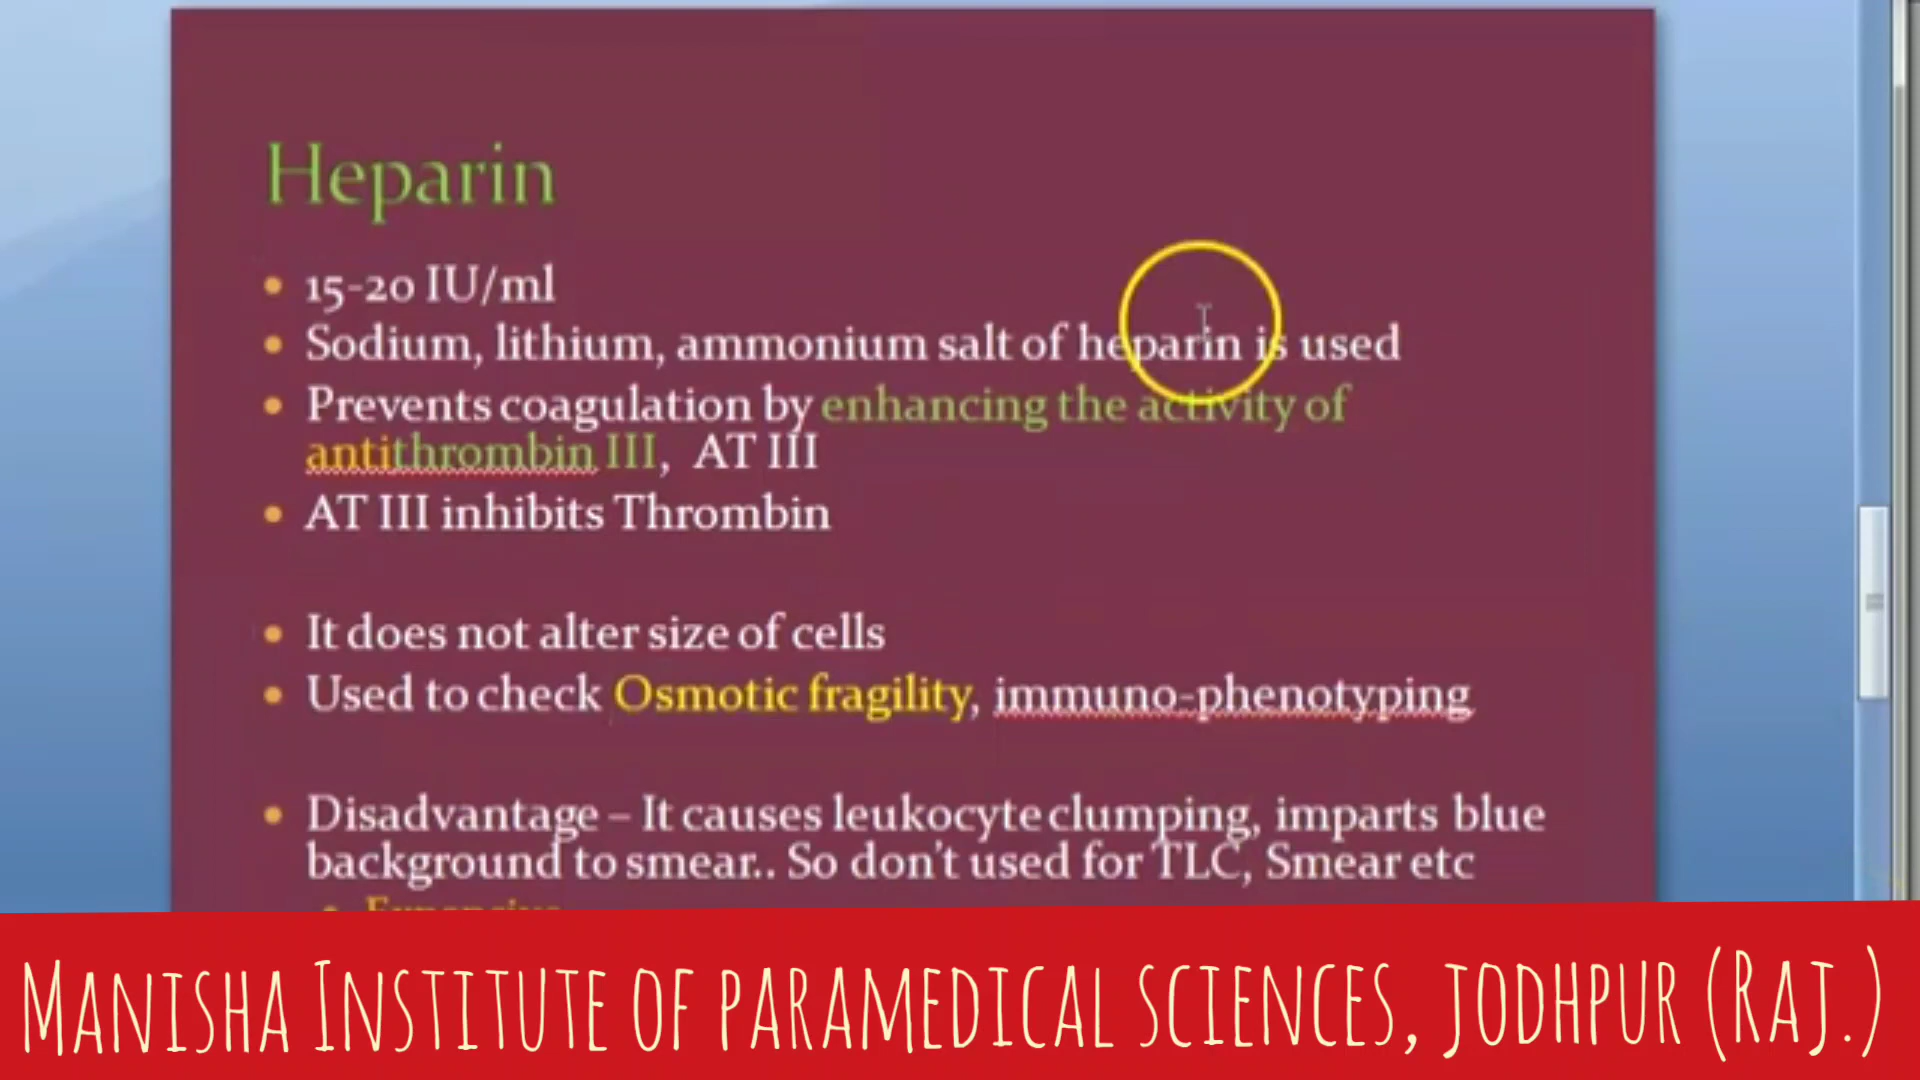 Heparin
15-20 IU/ml
Sodium, lithium, ammonium salt of heparin is used
Prevents coagulation by enhancing the activity of
antithrombin III, AT III
AT III inhibits Thrombin
It does not alter size of cells
Used to check Osmotic fragility, immuno-phenotyping
Disadvantage – It causes leukocyte clumping, imparts blue
background to smear.. So don't used for TLC, Smear etc
Manisha Institute of paramedical sciences, jodhpur (Raj.)